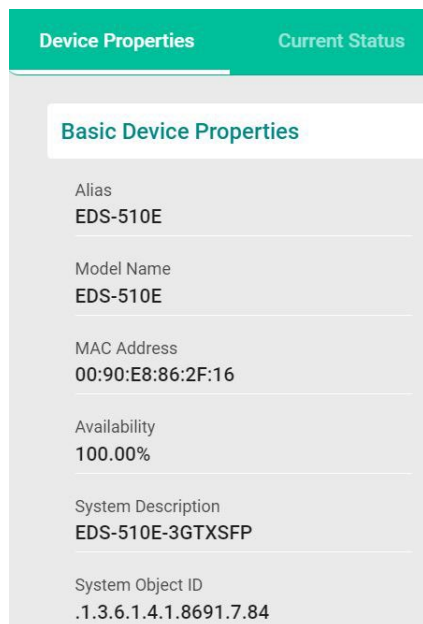 Device Properties Current Status
Basic Device Properties
Alias
EDS-510E
Model Name
EDS-510E
MAC Address
00:90:E8:86:2F:16
Availability
100.00%
System Description
EDS-510E-3GTXSFP
System Object ID
.1.3.6.1.4.1.8691.7.84